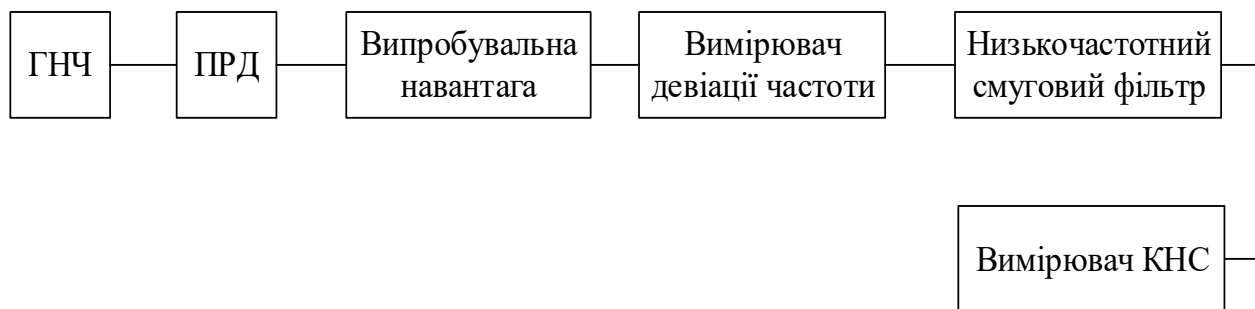 ГНЧ
ПРД
Випробувальна
навантага
Вимірювач
девіації частоти
Низькочастотний
смуговий фільтр
Вимірювач КНС